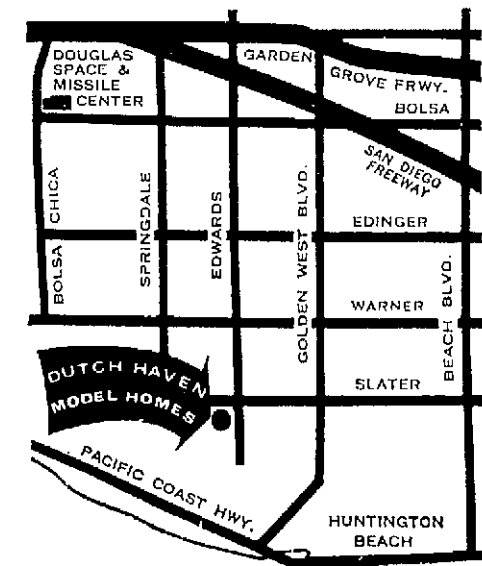 DOUGLAS
SPACE &
MISSILE
CENTER
GARDEN
GROVE FRWY.
BOLSA
SAN DIEGO
FREEWAY
BOLSA CHICA
SPRINGDALE
EDWARDS
GOLDEN WEST BLVD.
BEACH BLVD.
EDINGER
WARNER
SLATER
DUTCH HAVEN
MODEL HOMES
PACIFIC COAST HWY.
HUNTINGTON
BEACH